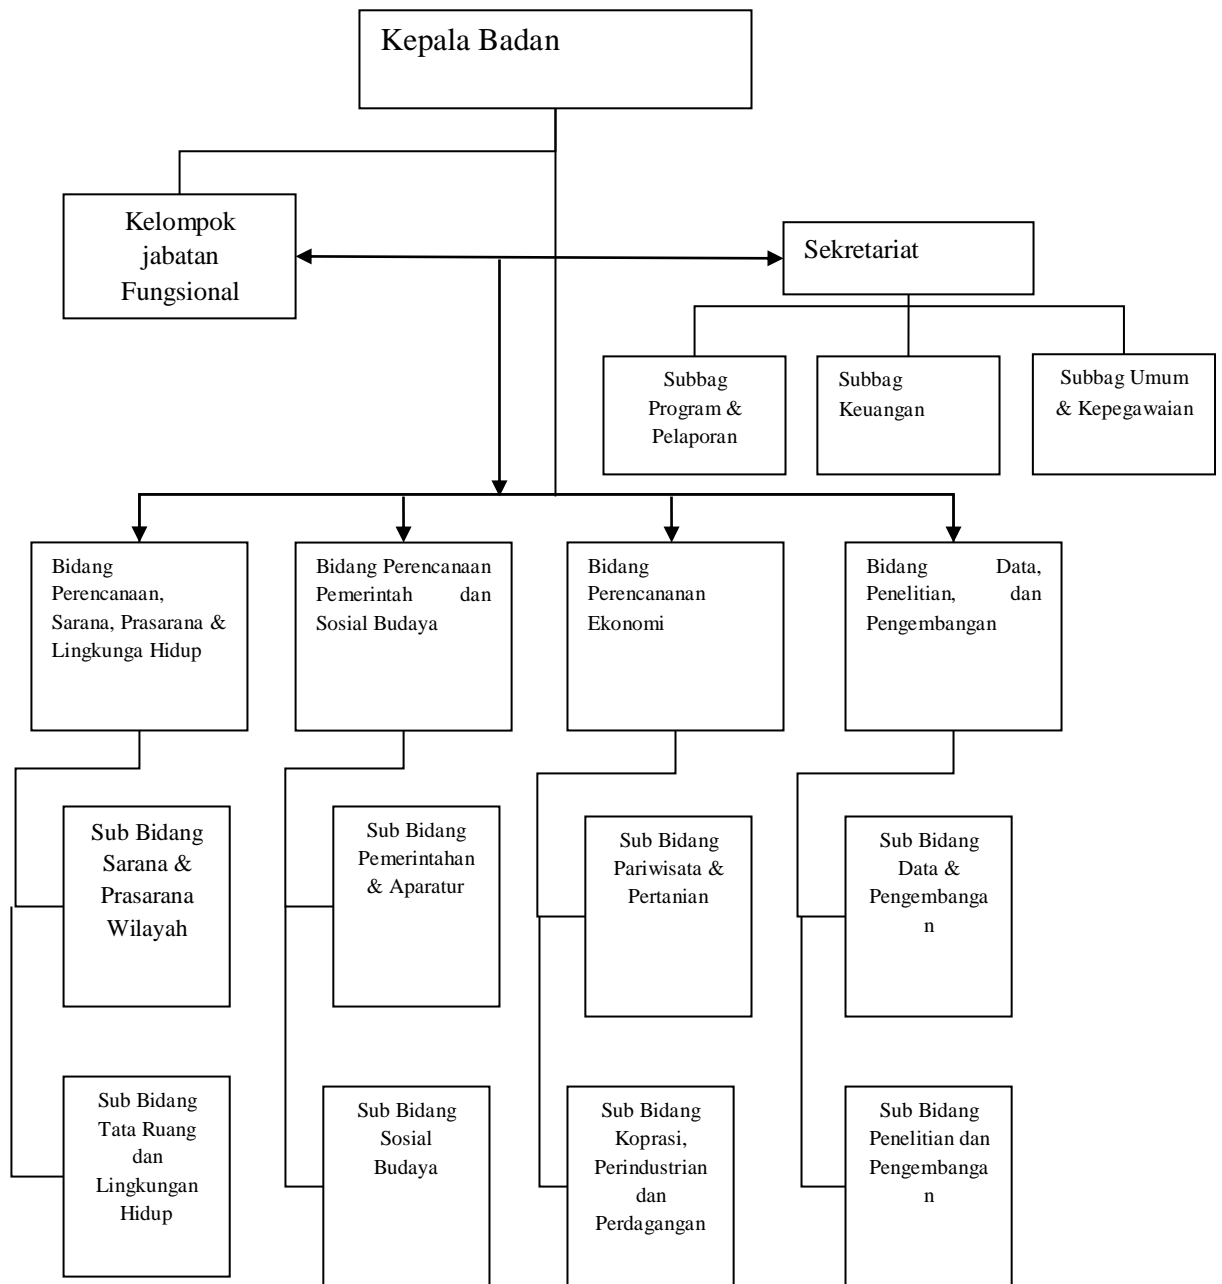 Kepala Badan
Kelompok
jabatan
Fungsional
Sekretariat
Subbag
Program &
Pelaporan
Subbag
Keuangan
Subbag Umum
& Kepegawaian
Bidang
Perencanaan,
Sarana, Prasarana &
Lingkunga Hidup
Bidang Perencanaan
Pemerintah dan
Sosial Budaya
Bidang
Perencananan
Ekonomi
Bidang Data,
Penelitian, dan
Pengembangan
Sub Bidang
Sarana &
Prasarana
Wilayah
Sub Bidang
Pemerintahan
& Aparatur
Sub Bidang
Pariwisata &
Pertanian
Sub Bidang
Data &
Pengembanga
n
Sub Bidang
Tata Ruang
dan
Lingkungan
Hidup
Sub Bidang
Sosial
Budaya
Sub Bidang
Koprasi,
Perindustrian
dan
Perdagangan
Sub Bidang
Penelitian dan
Pengembanga
n